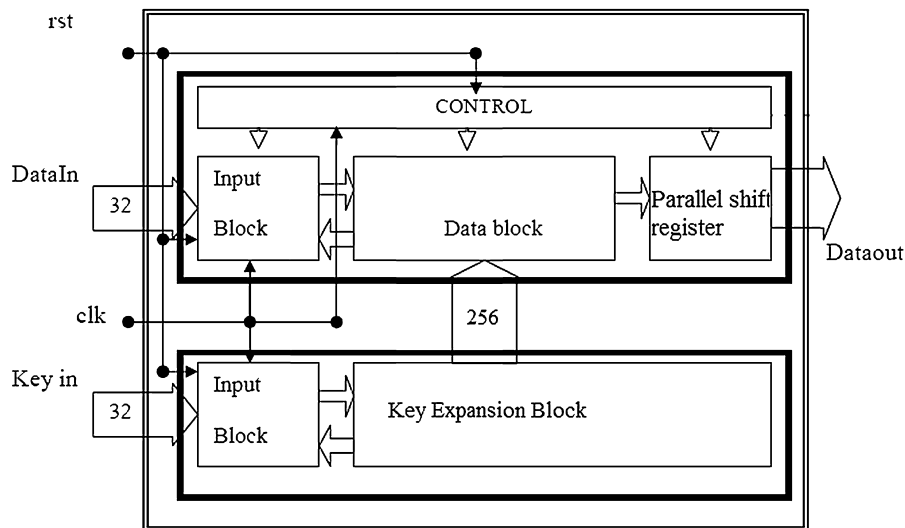 rst
CONTROL
DataIn
32
Input
Block
Data block
Parallel shift
register
Dataout
clk
256
Key in
32
Input
Block
Key Expansion Block